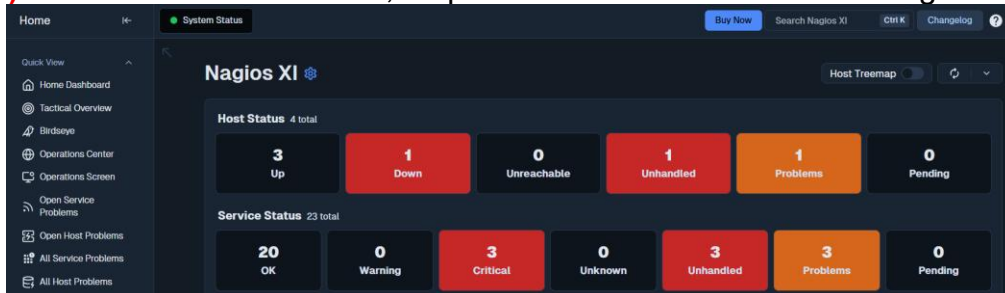 Home
System Status
Buy Now
Search Nagios XI
Ctrl K
Changelog
?
Quick View
Home Dashboard
Tactical Overview
Birdseye
Operations Center
Operations Screen
Open Service
Problems
Open Host Problems
All Service Problems
All Host Problems
Nagios XI
Host Treemap
Host Status 4 total
3
Up
1
Down
0
Unreachable
1
Unhandled
1
Problems
0
Pending
Service Status 23 total
20
OK
0
Warning
3
Critical
0
Unknown
3
Unhandled
3
Problems
0
Pending